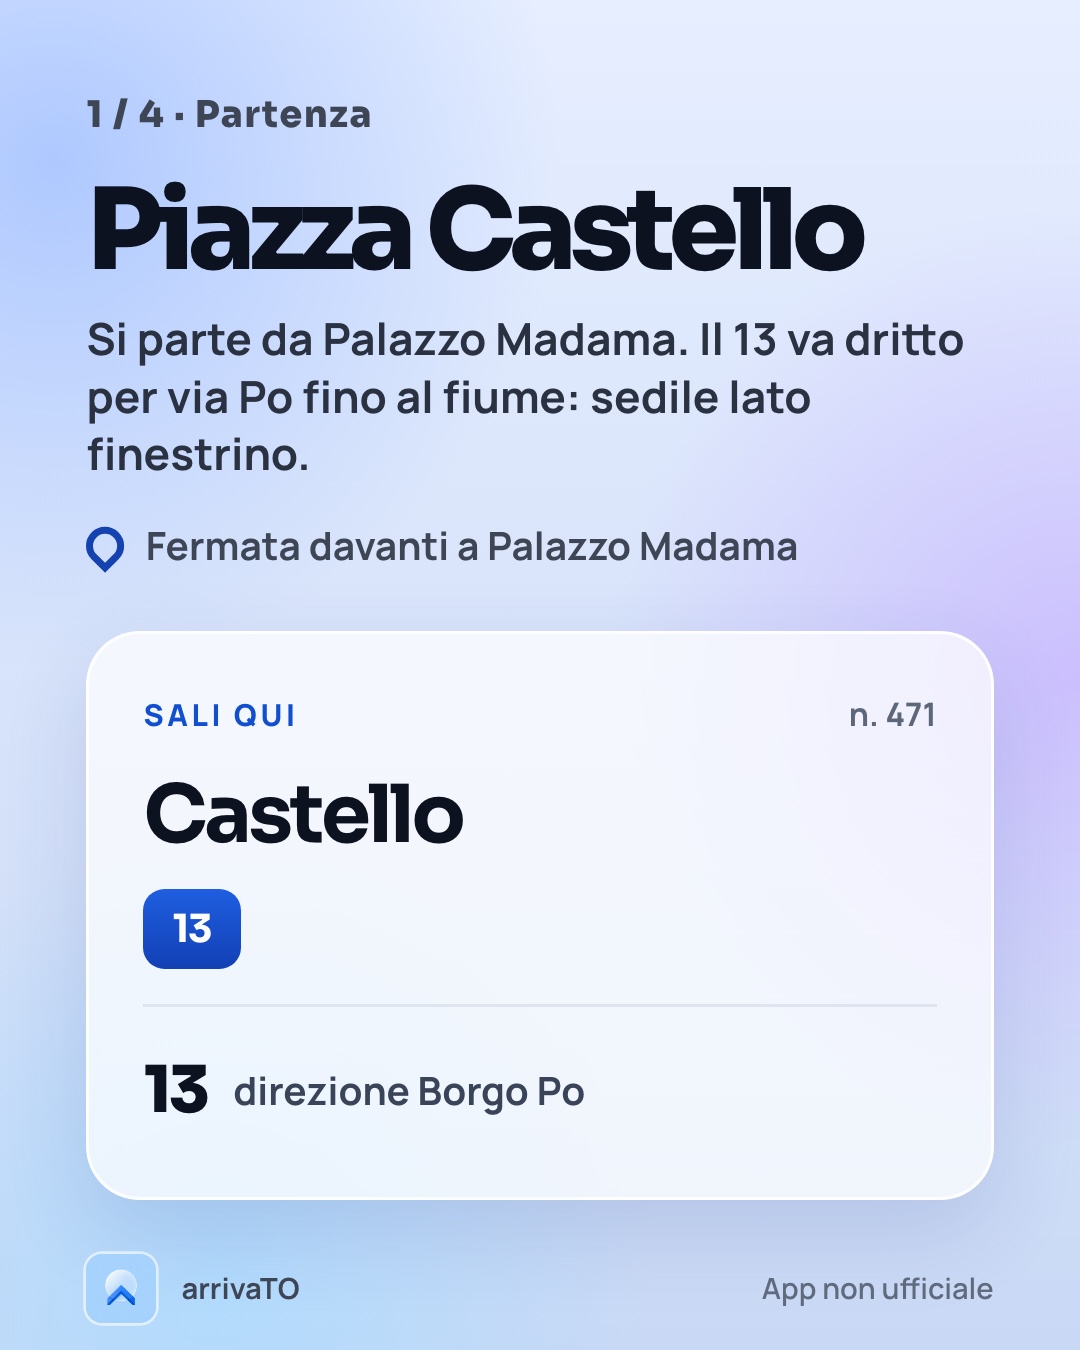 1 / 4 · Partenza
Piazza Castello
Si parte da Palazzo Madama. Il 13 va dritto
per via Po fino al fiume: sedile lato
finestrino.
Fermata davanti a Palazzo Madama
SALI QUI
n. 471
Castello
13
13 direzione Borgo Po
arrivaTO
App non ufficiale